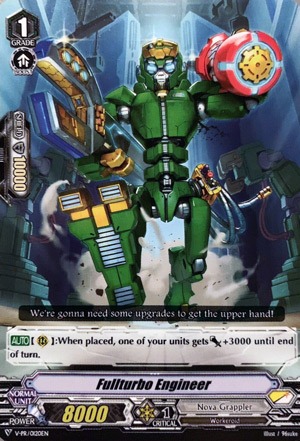 1
GRADE
BOOST
SHIELD
10000
We're gonna need some upgrades to get the upper hand!
AUTO [ ]:When placed, one of your units gets +3000 until end
of turn.
Fullturbo Engineer
NORMAL
UNIT
POWER
8000
1
CRITICAL
Nova Grappler
Workeroid
V-PR/0120EN